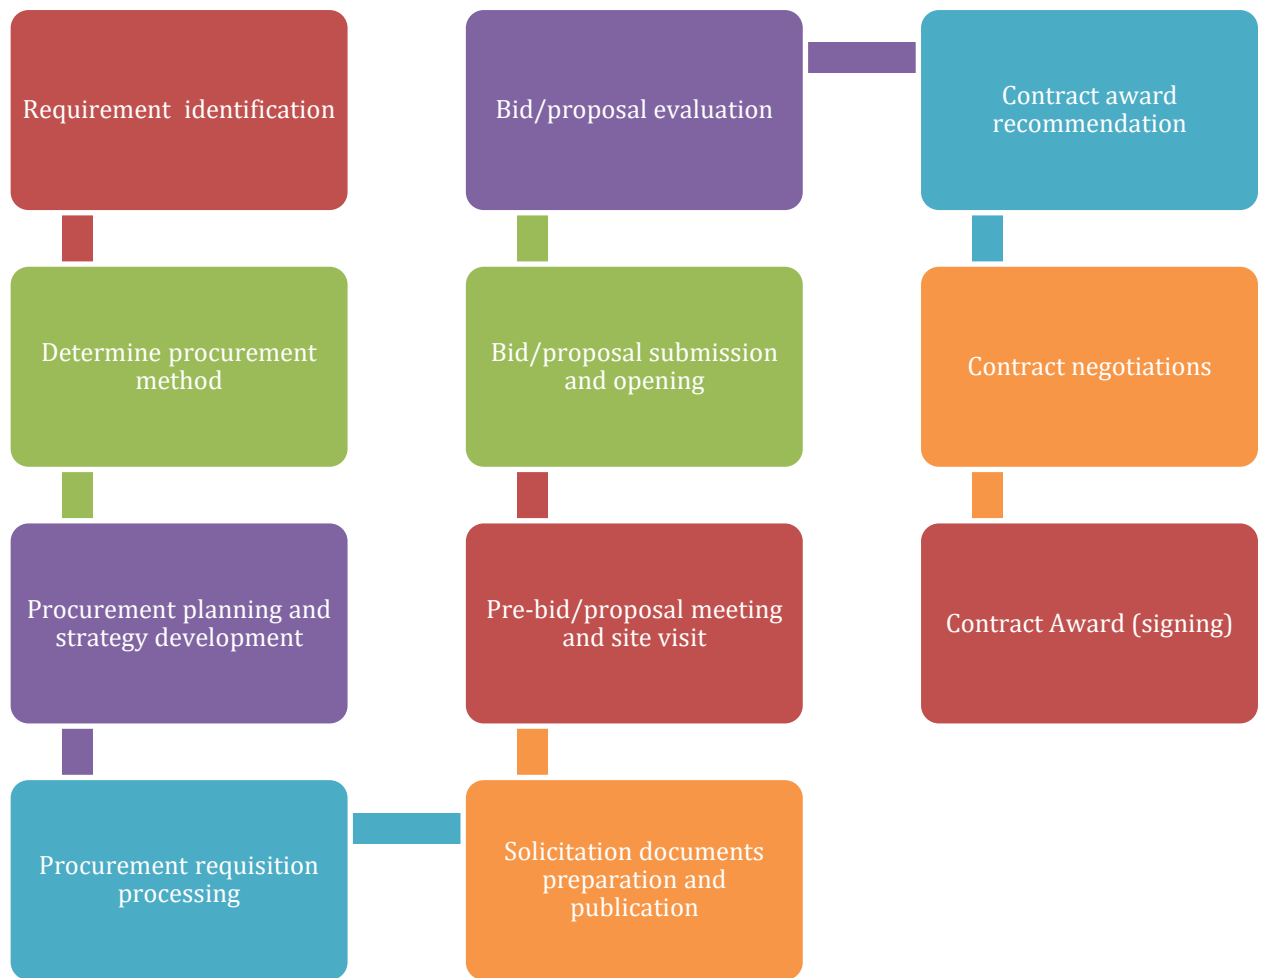 Requirement  identification
Determine procurement
method
Procurement planning and
strategy development
Procurement requisition
processing
Solicitation documents
preparation and
publication
Pre-bid/proposal meeting
and site visit
Bid/proposal submission
and opening
Bid/proposal evaluation
Contract award
recommendation
Contract negotiations
Contract Award (signing)